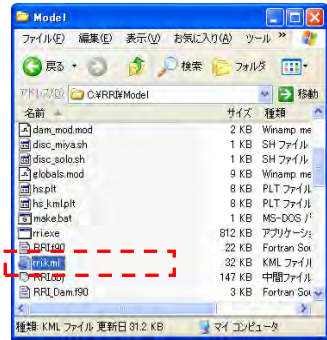 Model
ファイル(F) 編集(E) 表示(V) お気に入り(A) ツール »
戻る 検索 フォルダ
アドレス(D) C:¥RRI¥Model 移動
名前 サイズ 種類
dam_mod.mod 2 KB Winamp me
disc_miya.sh 1 KB SH ファイル
disc_solo.sh 1 KB SH ファイル
globals.mod 9 KB Winamp me
hs.plt 8 KB PLT ファイル
hs_kml.plt 8 KB PLT ファイル
make.bat 1 KB MS-DOS バ
rri.exe 812 KB アプリケーショ
RRI.f90 22 KB Fortran Sou
rri.kml 32 KB KML ファイル
RRI.obj 147 KB 中間ファイル
RRI_Dam.f90 3 KB Fortran Sou
種類: KML ファイル 更新日 31.2 KB マイ コンピュータ